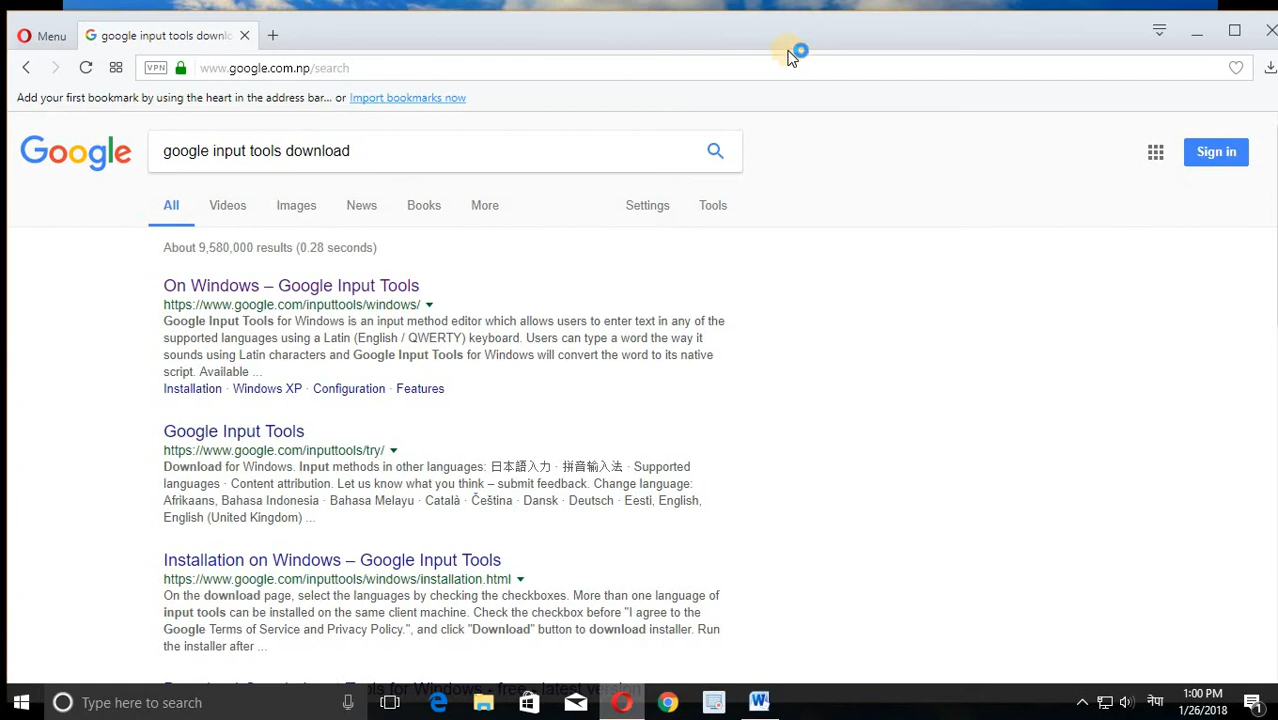 Menu
google input tools downl
VPN
www.google.com.np/search
Add your first bookmark by using the heart in the address bar... or Import bookmarks now
Google
google input tools download
Sign in
All Videos Images News Books More Settings Tools
About 9,580,000 results (0.28 seconds)
On Windows – Google Input Tools
https://www.google.com/inputtools/windows/
Google Input Tools for Windows is an input method editor which allows users to enter text in any of the
supported languages using a Latin (English / QWERTY) keyboard. Users can type a word the way it
sounds using Latin characters and Google Input Tools for Windows will convert the word to its native
script. Available ...
Installation · Windows XP · Configuration · Features
Google Input Tools
https://www.google.com/inputtools/try/
Download for Windows. Input methods in other languages: 日本語入力 · 拼音输入法 · Supported
languages · Content attribution. Let us know what you think – submit feedback. Change language:
Afrikaans, Bahasa Indonesia · Bahasa Melayu · Català · Čeština · Dansk · Deutsch · Eesti, English,
English (United Kingdom) ...
Installation on Windows – Google Input Tools
https://www.google.com/inputtools/windows/installation.html
On the download page, select the languages by checking the checkboxes. More than one language of
input tools can be installed on the same client machine. Check the checkbox before "I agree to the
Google Terms of Service and Privacy Policy.", and click "Download" button to download installer. Run
the installer after ...
Tools for Windows - free - latest version
Type here to search
नेपा
1:00 PM
1/26/2018
1